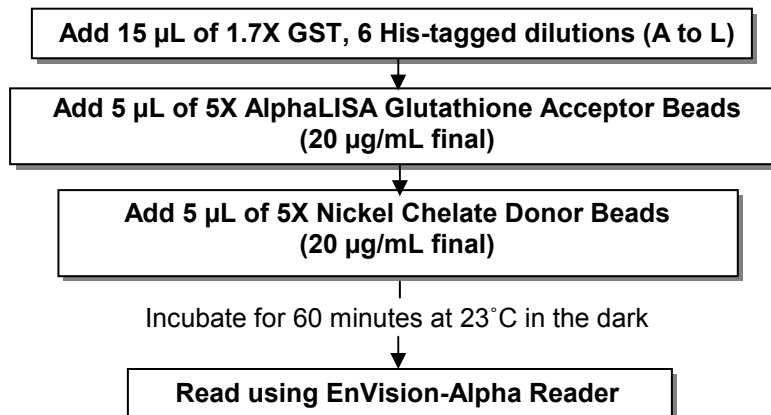 Add 15 µL of 1.7X GST, 6 His-tagged dilutions (A to L)
Add 5 µL of 5X AlphaLISA Glutathione Acceptor Beads
(20 µg/mL final)
Add 5 µL of 5X Nickel Chelate Donor Beads
(20 µg/mL final)
Incubate for 60 minutes at 23˚C in the dark
Read using EnVision-Alpha Reader